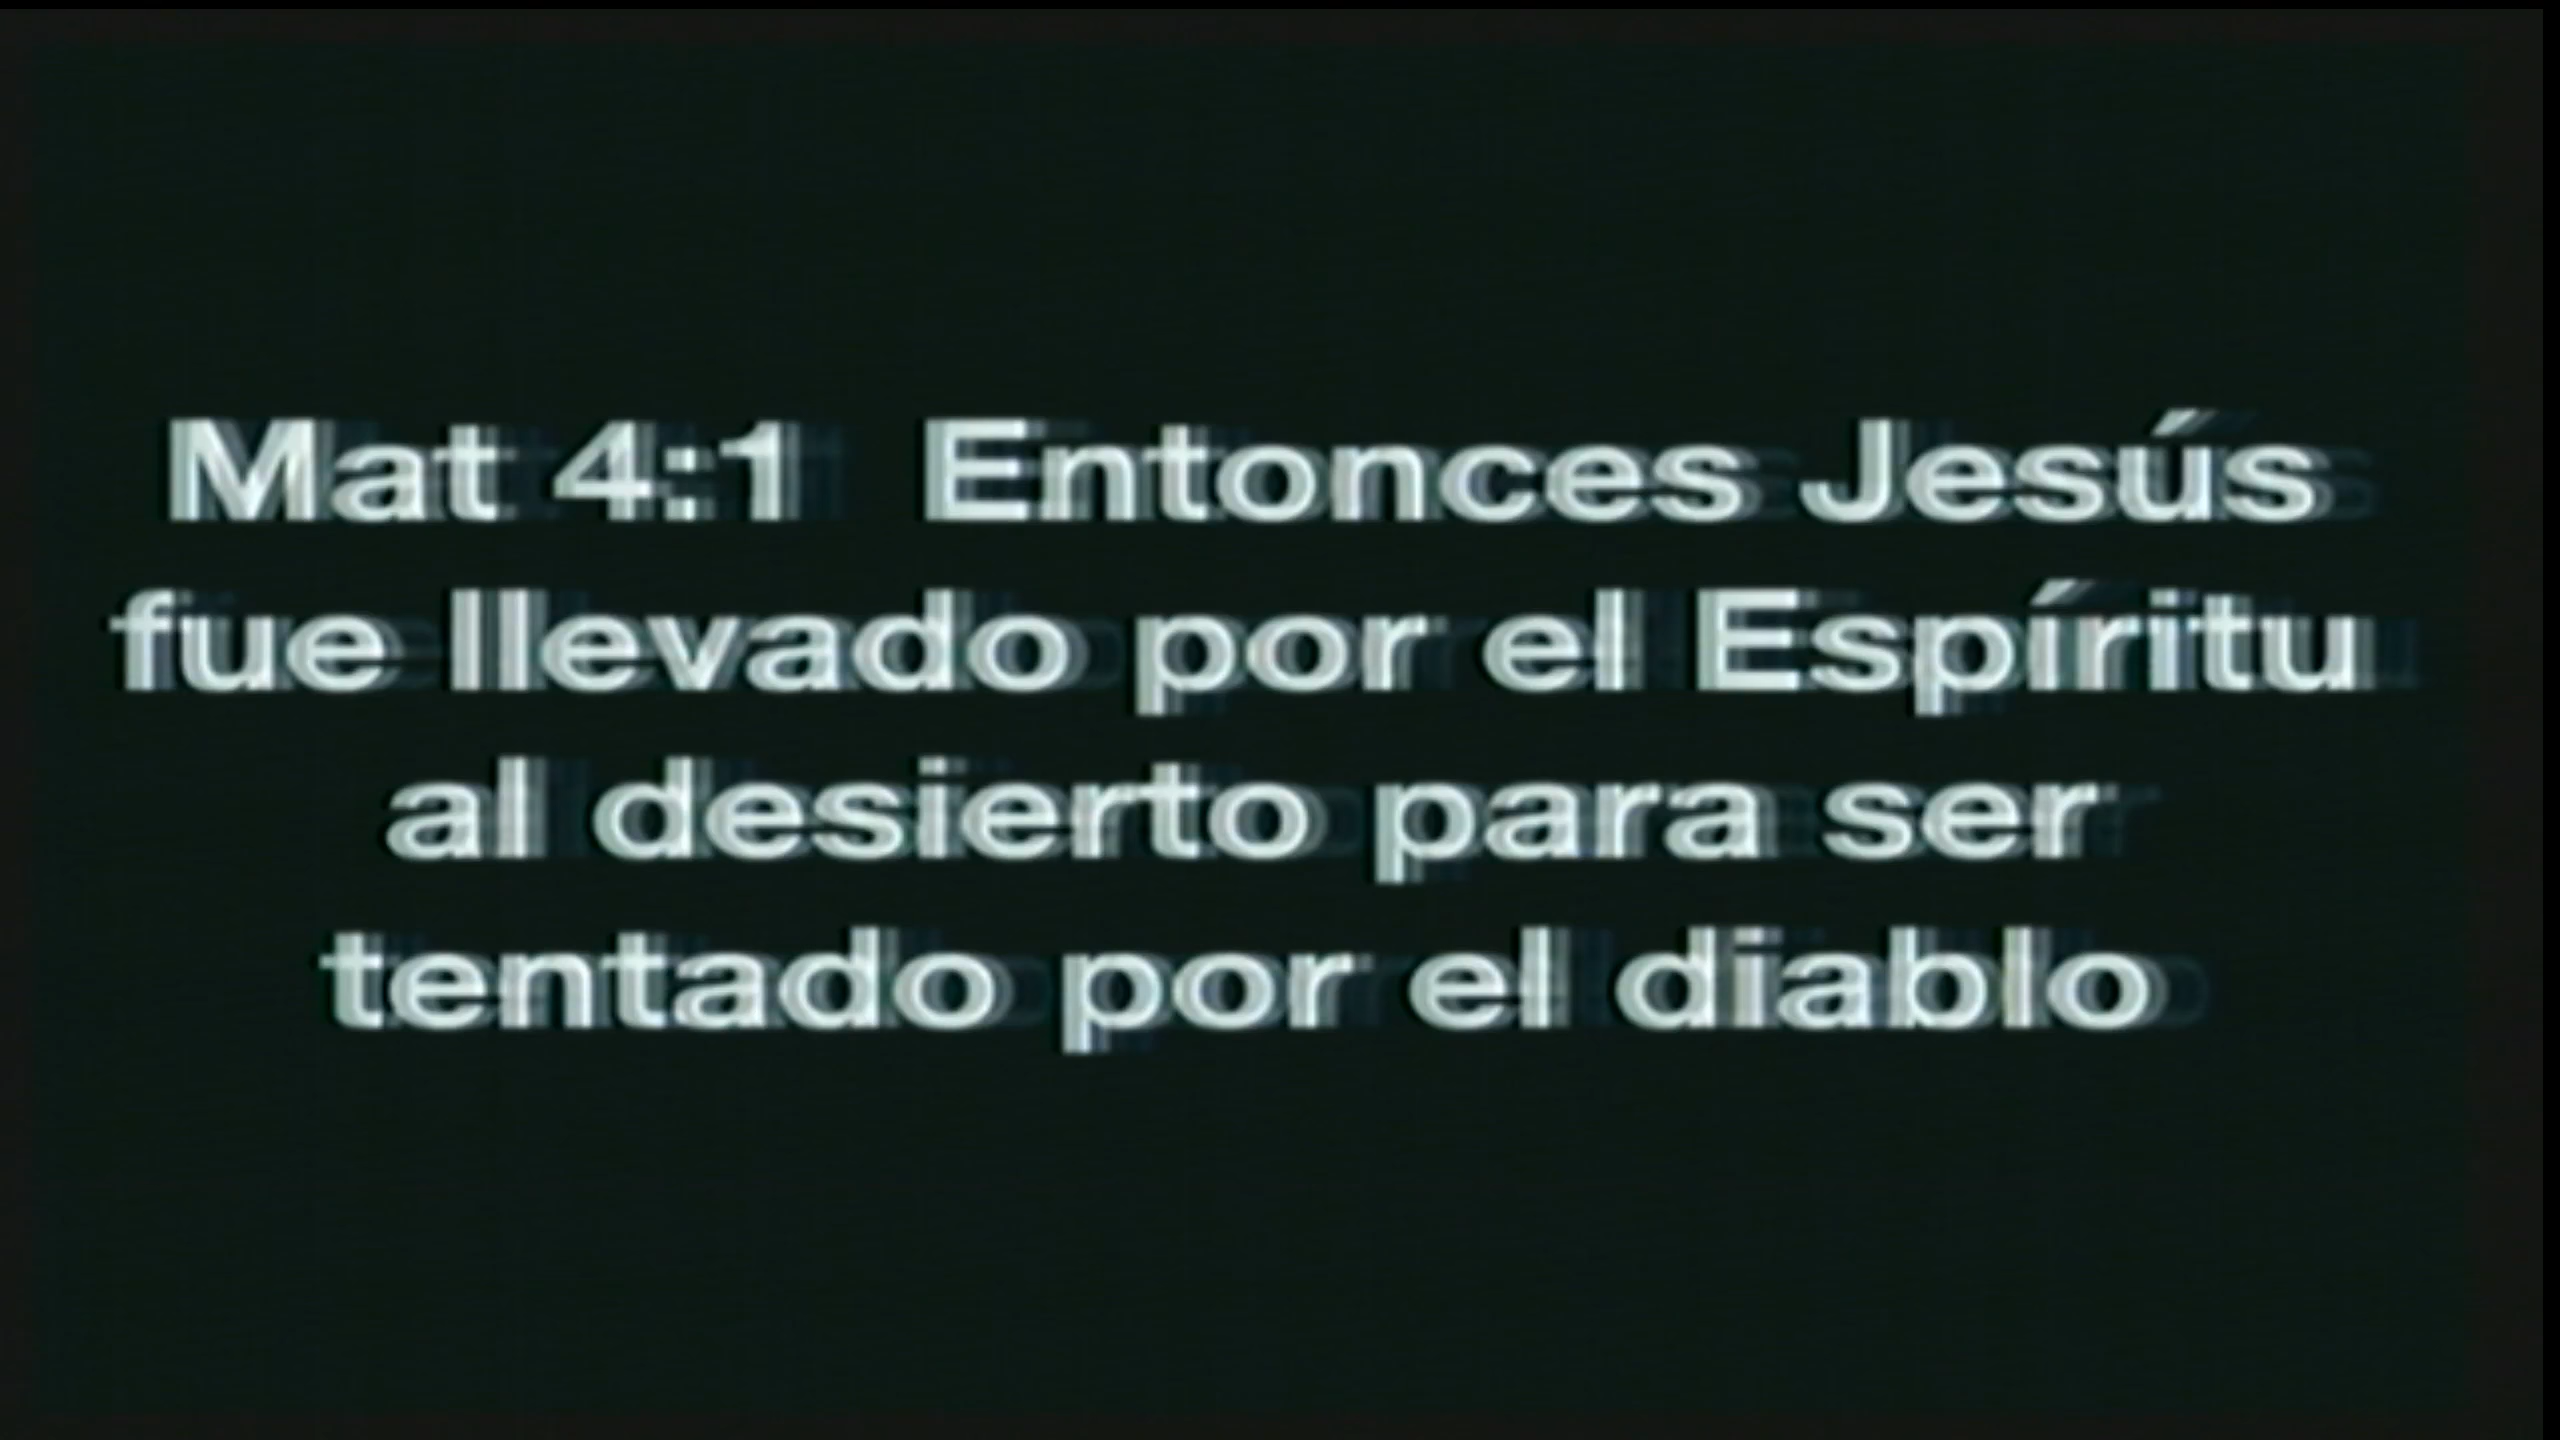 Mat 4:1  Entonces Jesús
fue llevado por el Espíritu
al desierto para ser
tentado por el diablo